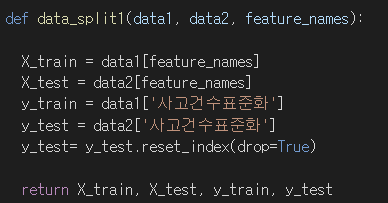 def data_split1(data1, data2, feature_names):
X_train = data1[feature_names]
X_test = data2[feature_names]
y_train = data1['사고건수표준화']
y_test = data2['사고건수표준화']
y_test= y_test.reset_index(drop=True)
return X_train, X_test, y_train, y_test